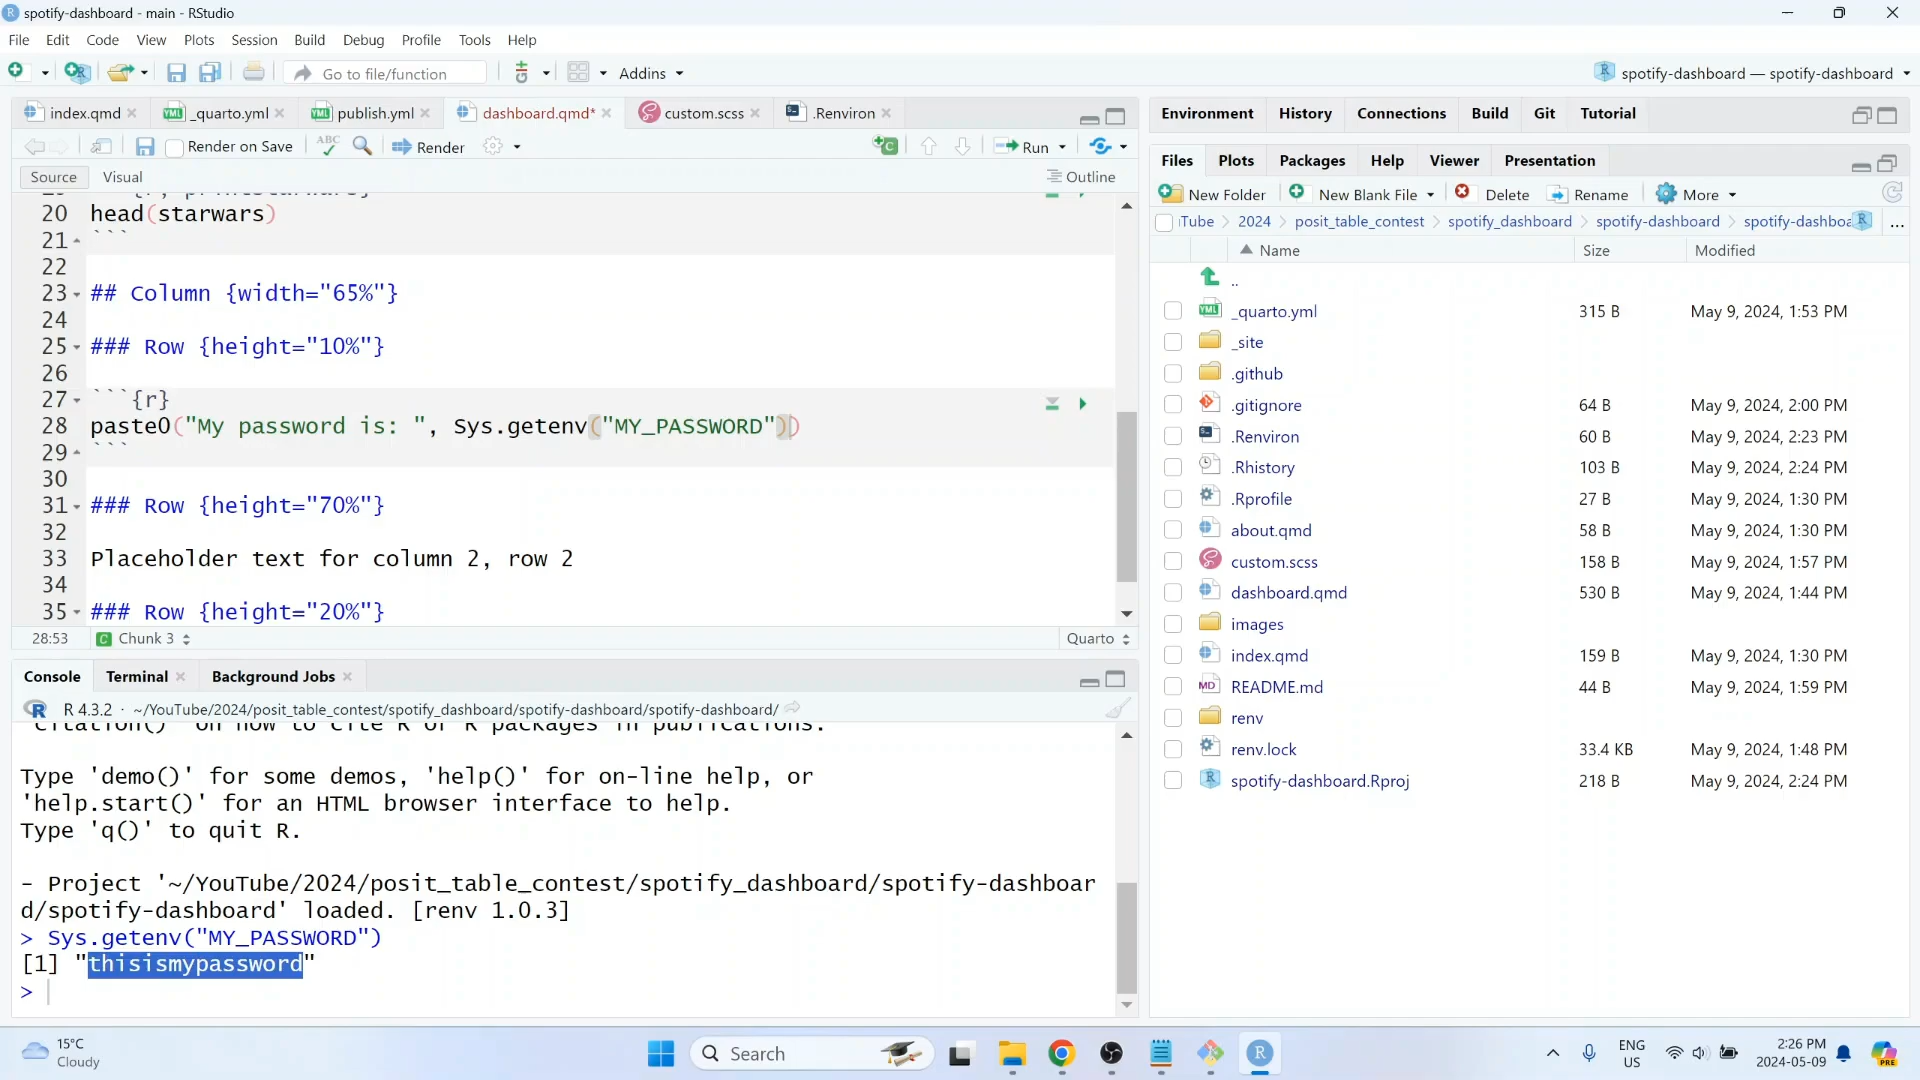 spotify-dashboard - main - RStudio
File Edit Code View Plots Session Build Debug Profile Tools Help
Go to file/function Addins spotify-dashboard — spotify-dashboard
index.qmd _quarto.yml publish.yml dashboard.qmd* custom.scss .Renviron
Render on Save ABC Render Run
Source Visual Outline
20 head(starwars)
21 ```
22
23 ## Column {width="65%"}
24
25 ### Row {height="10%"}
26
27 ```{r}
28 paste0("My password is: ", Sys.getenv("MY_PASSWORD"))
29 ```
30
31 ### Row {height="70%"}
32
33 Placeholder text for column 2, row 2
34
35 ### Row {height="20%"}
28:53 Chunk 3 Quarto
Console Terminal Background Jobs
R 4.3.2 · ~/YouTube/2024/posit_table_contest/spotify_dashboard/spotify-dashboard/spotify-dashboard/
'citation()' on how to cite R or R packages in publications.
Type 'demo()' for some demos, 'help()' for on-line help, or
'help.start()' for an HTML browser interface to help.
Type 'q()' to quit R.
- Project '~/YouTube/2024/posit_table_contest/spotify_dashboard/spotify-dashboar
d/spotify-dashboard' loaded. [renv 1.0.3]
> Sys.getenv("MY_PASSWORD")
[1] "thisismypassword"
>
Environment History Connections Build Git Tutorial
Files Plots Packages Help Viewer Presentation
New Folder New Blank File Delete Rename More
Tube 2024 posit_table_contest spotify_dashboard spotify-dashboard spotify-dashboa ...
Name Size Modified
..
_quarto.yml 315 B May 9, 2024, 1:53 PM
_site
.github
.gitignore 64 B May 9, 2024, 2:00 PM
.Renviron 60 B May 9, 2024, 2:23 PM
.Rhistory 103 B May 9, 2024, 2:24 PM
.Rprofile 27 B May 9, 2024, 1:30 PM
about.qmd 58 B May 9, 2024, 1:30 PM
custom.scss 158 B May 9, 2024, 1:57 PM
dashboard.qmd 530 B May 9, 2024, 1:44 PM
images
index.qmd 159 B May 9, 2024, 1:30 PM
README.md 44 B May 9, 2024, 1:59 PM
renv
renv.lock 33.4 KB May 9, 2024, 1:48 PM
spotify-dashboard.Rproj 218 B May 9, 2024, 2:24 PM
15°C
Cloudy
Search
ENG
US
2:26 PM
2024-05-09